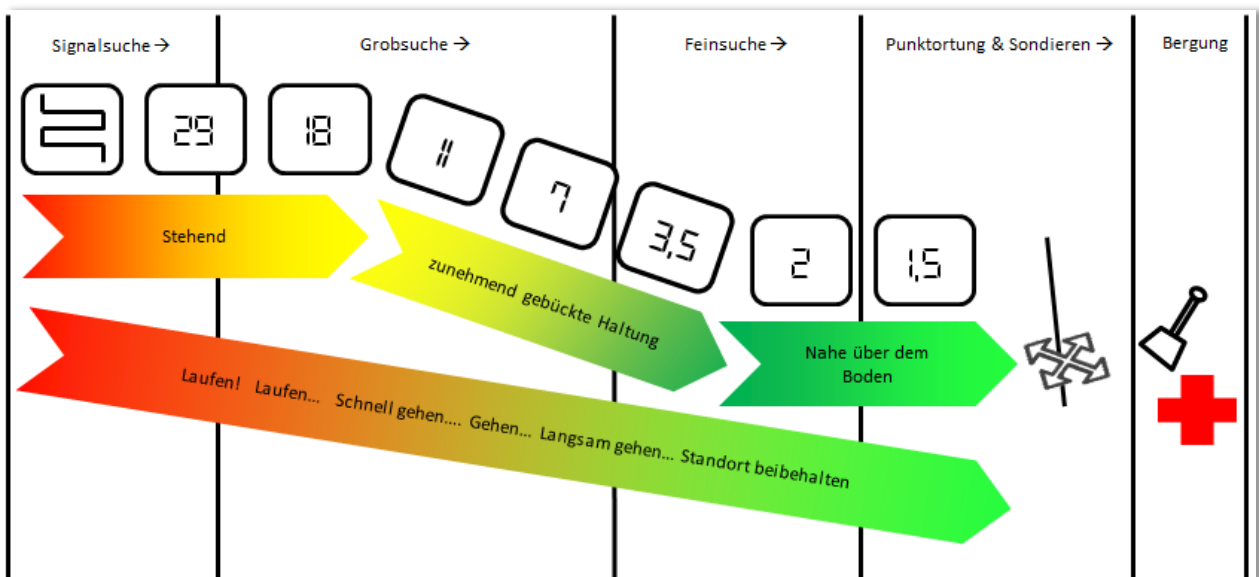 Signalsuche →
Grobsuche →
Feinsuche →
Punktortung & Sondieren →
Bergung
29
18
11
7
3,5
2
1,5
Stehend
zunehmend gebückte Haltung
Nahe über dem
Boden
Laufen! Laufen... Schnell gehen.... Gehen... Langsam gehen... Standort beibehalten